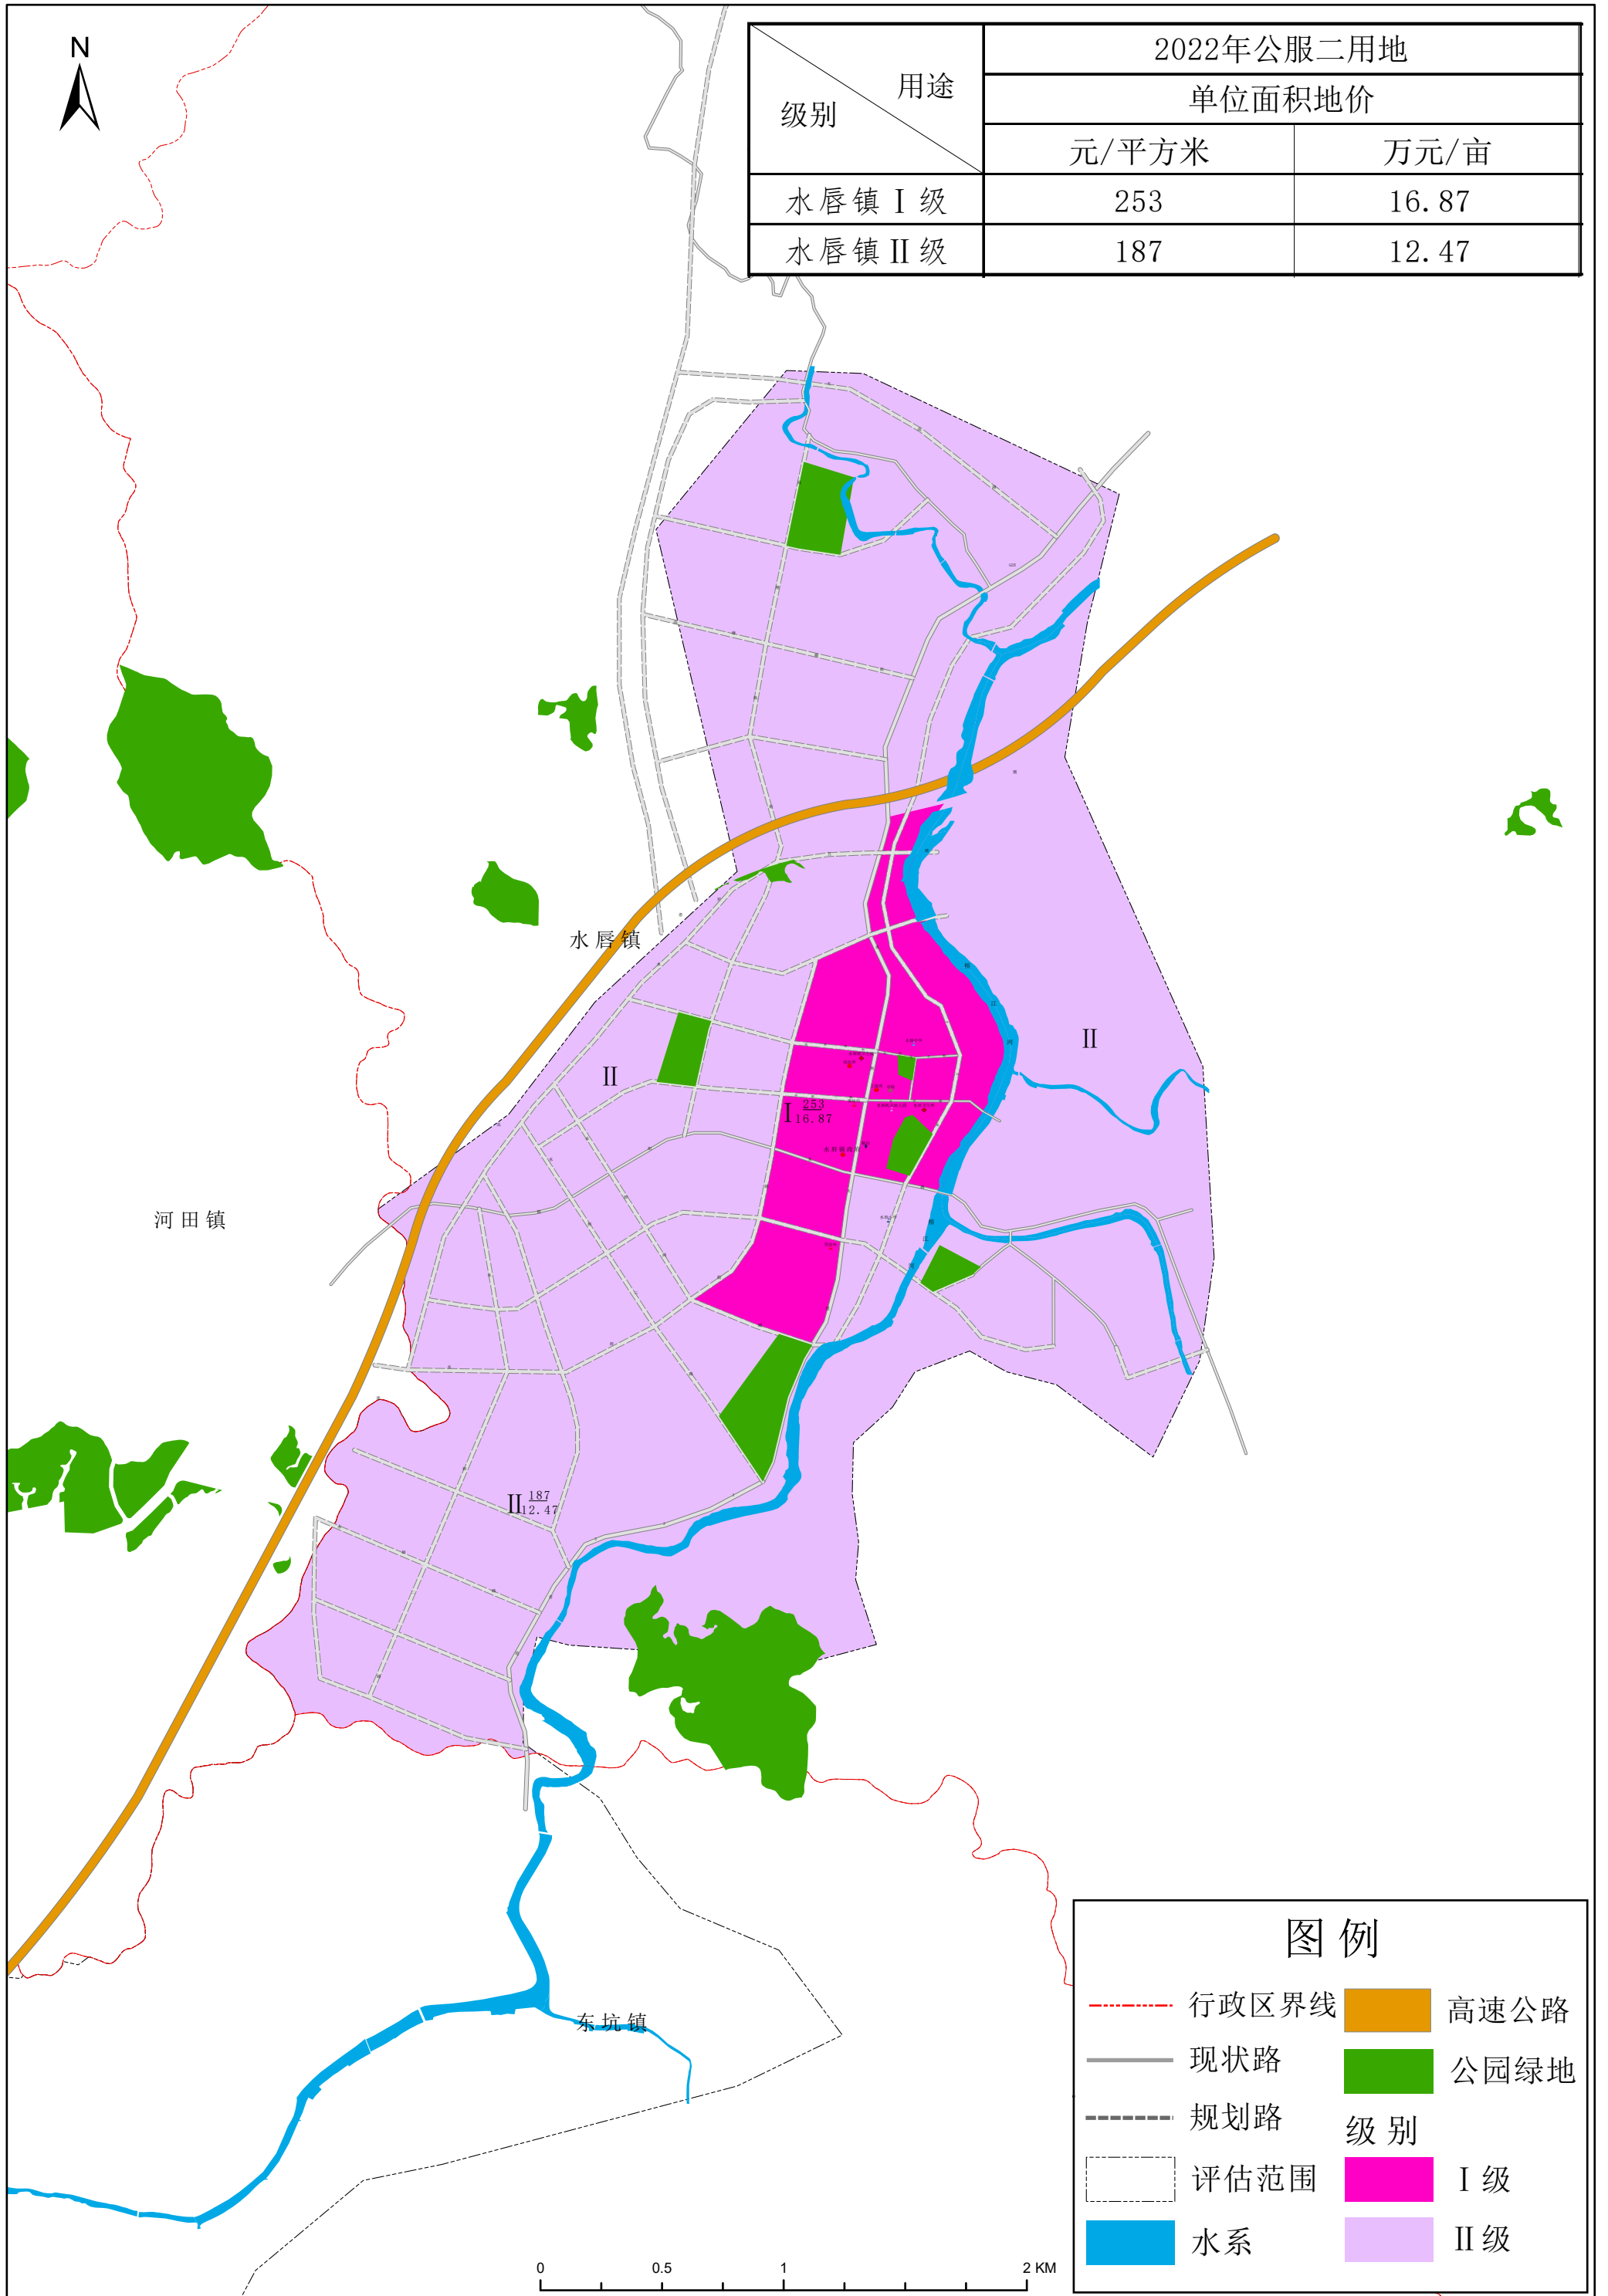 N
2022年公服二用地
用途
级别
单位面积地价
元/平方米 万元/亩
水唇镇Ⅰ级 253 16.87
水唇镇Ⅱ级 187 12.47
水唇镇
Ⅱ
Ⅱ
Ⅰ 253
16.87
水唇镇政府
河田镇
Ⅱ 187
12.47
东坑镇
图例
行政区界线 高速公路
现状路 公园绿地
规划路 级别
评估范围 Ⅰ级
水系 Ⅱ级
0 0.5 1 2 KM